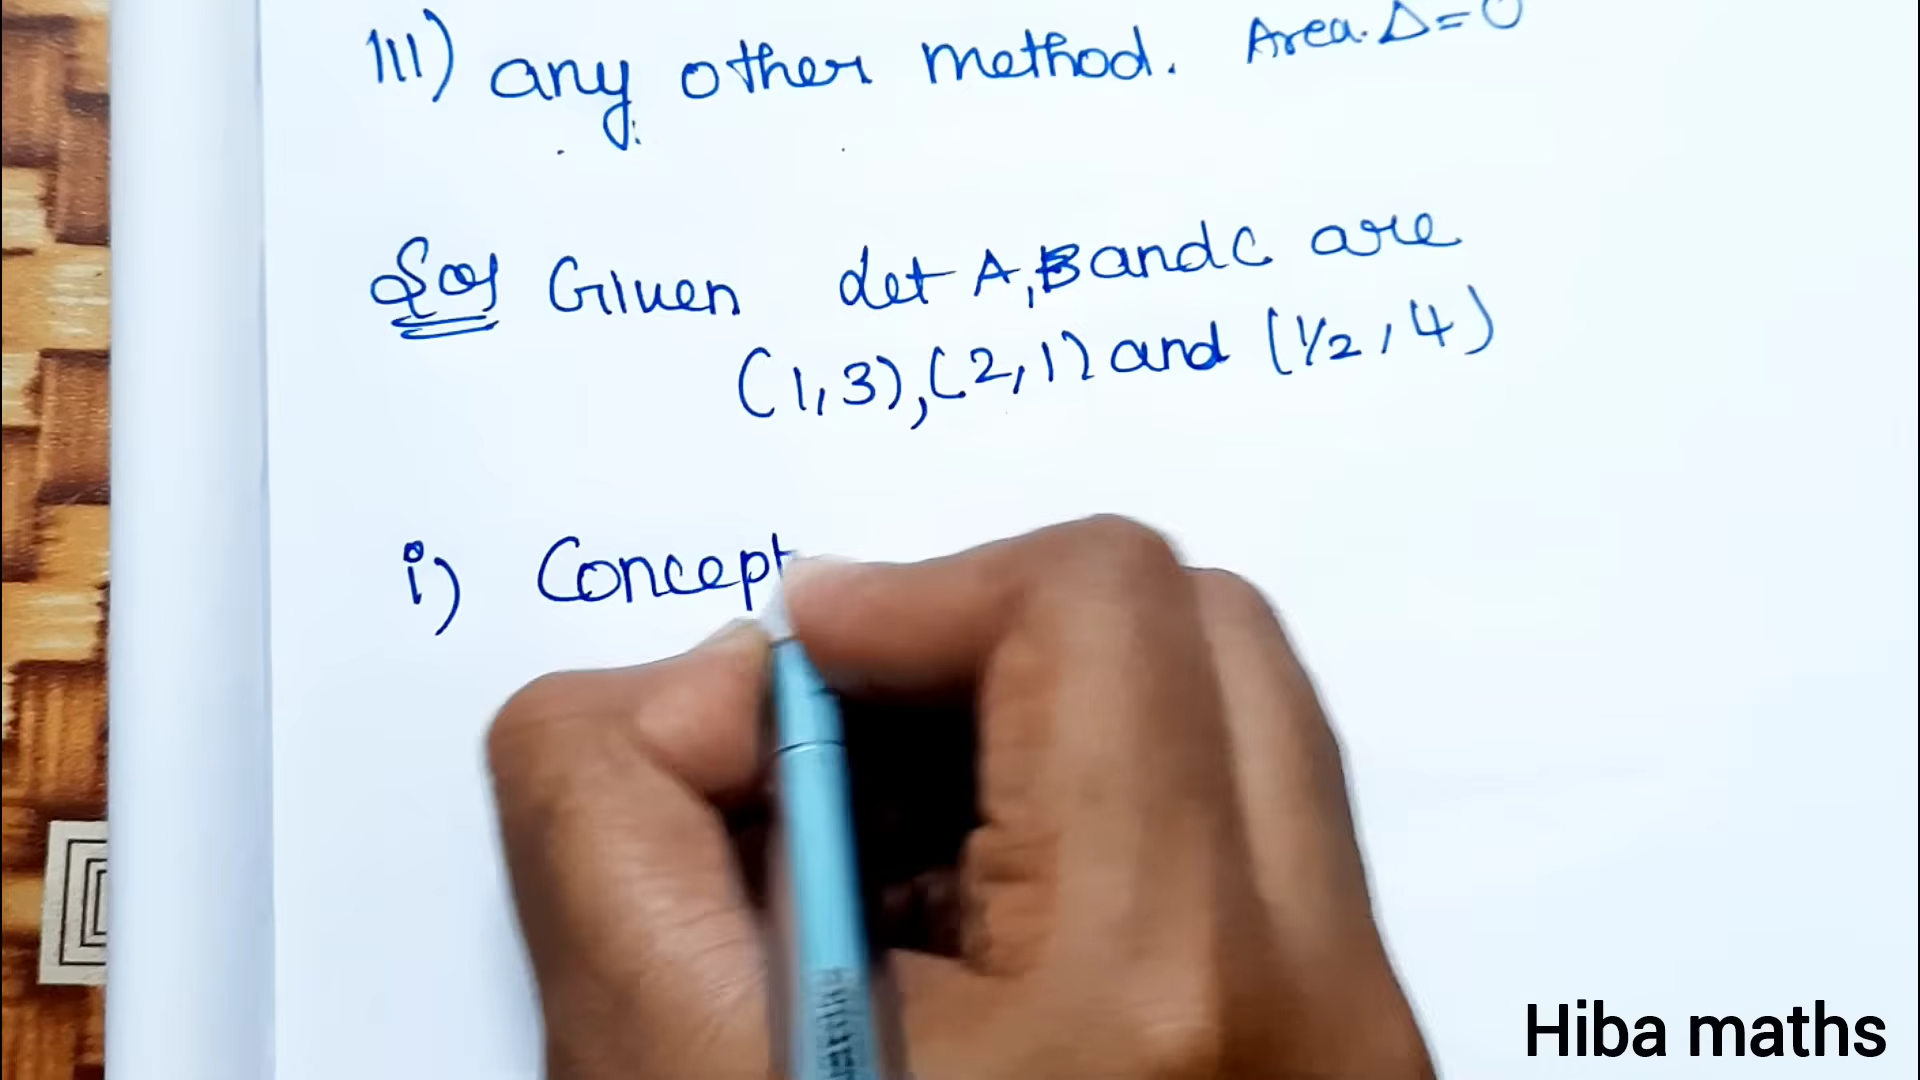 III) any other method. Area. Δ=0
Sol Given let A,B and C are
(1,3),(2,1) and (1/2,4)
i) Concept
Hiba maths